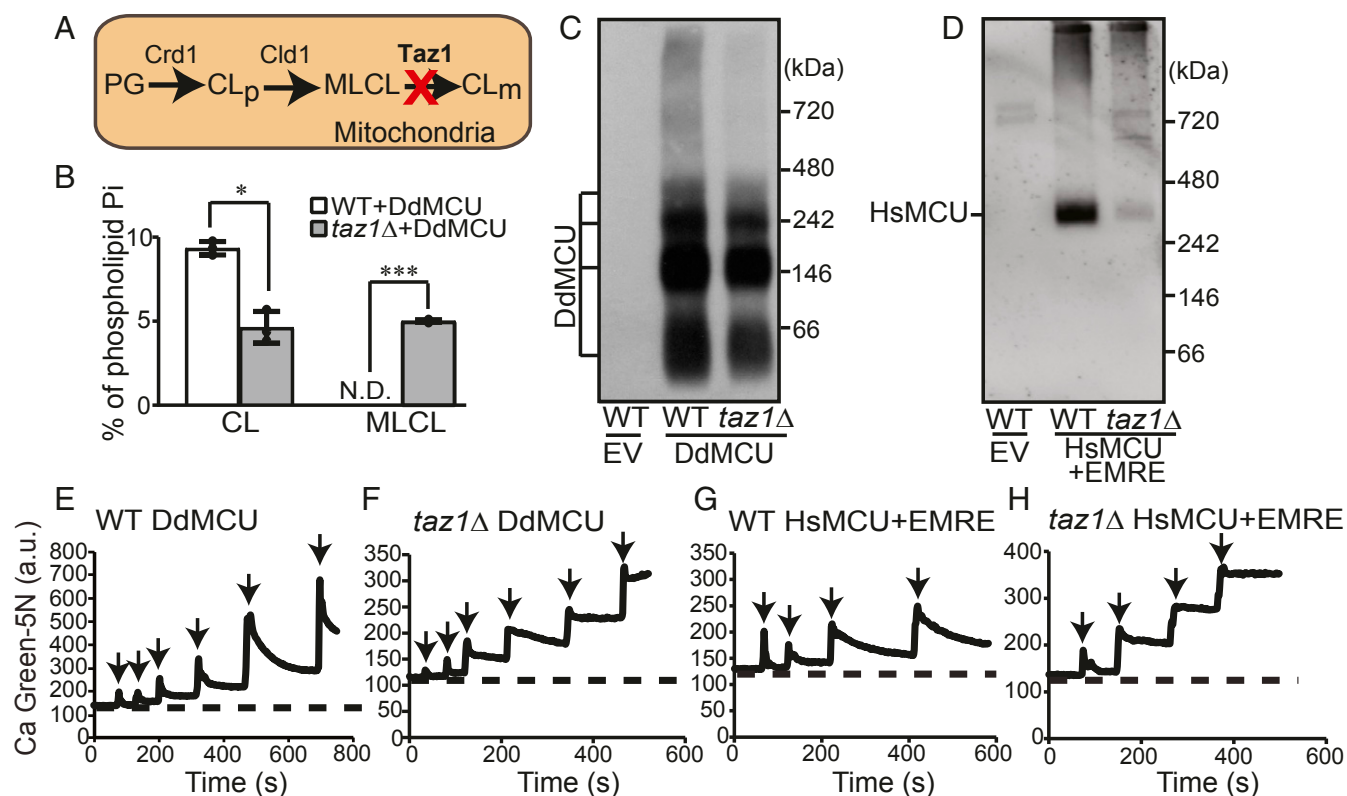 A
Crd1 Cld1 Taz1
PG CLp MLCL X CLm
Mitochondria
B
% of phospholipid Pi
10
5
0
* ***
WT+DdMCU
taz1Δ+DdMCU
N.D.
CL MLCL
C
(kDa)
720
480
242
146
66
DdMCU
WT WT taz1Δ
EV DdMCU
D
(kDa)
720
480
242
146
66
HsMCU
WT WT taz1Δ
EV HsMCU
+EMRE
E
WT DdMCU
Ca Green-5N (a.u.)
800
700
600
500
400
300
200
100
0
0 200 400 600 800
Time (s)
F
taz1Δ DdMCU
350
300
250
200
150
100
50
0
0 200 400 600
Time (s)
G
WT HsMCU+EMRE
350
300
250
200
150
100
50
0
0 200 400 600
Time (s)
H
taz1Δ HsMCU+EMRE
400
300
200
100
0
0 200 400 600
Time (s)